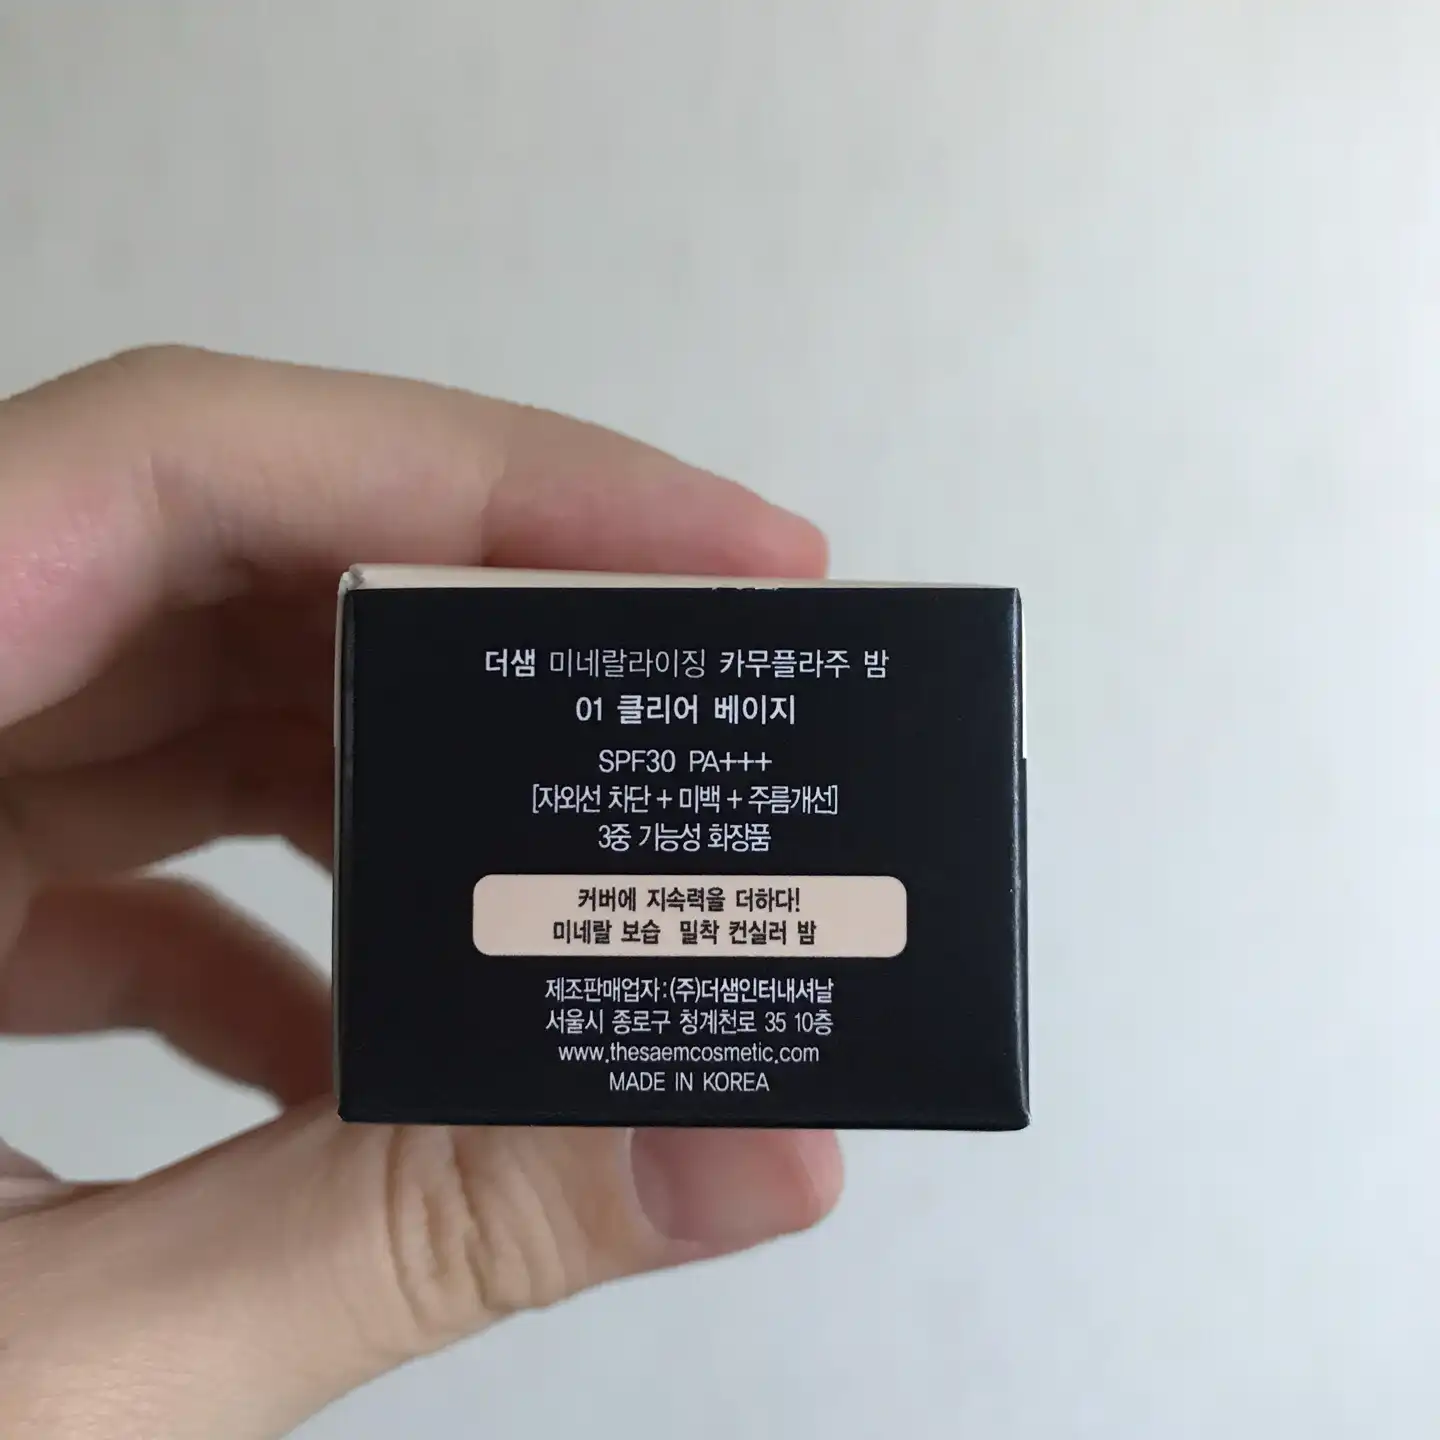 더샘 미네랄라이징 카무플라주 밤
01 클리어 베이지
SPF30 PA+++
[자외선 차단 + 미백 + 주름개선]
3중 기능성 화장품
커버에 지속력을 더하다!
미네랄 보습 밀착 컨실러 밤
제조판매업자:(주)더샘인터내셔날
서울시 종로구 청계천로 35 10층
www.thesaemcosmetic.com
MADE IN KOREA